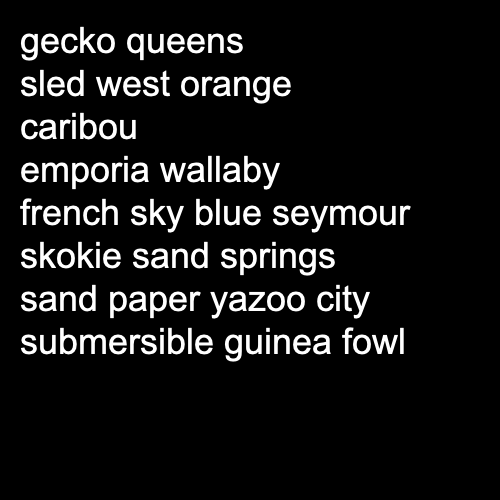 gecko queens
sled west orange
caribou
emporia wallaby
french sky blue seymour
skokie sand springs
sand paper yazoo city
submersible guinea fowl